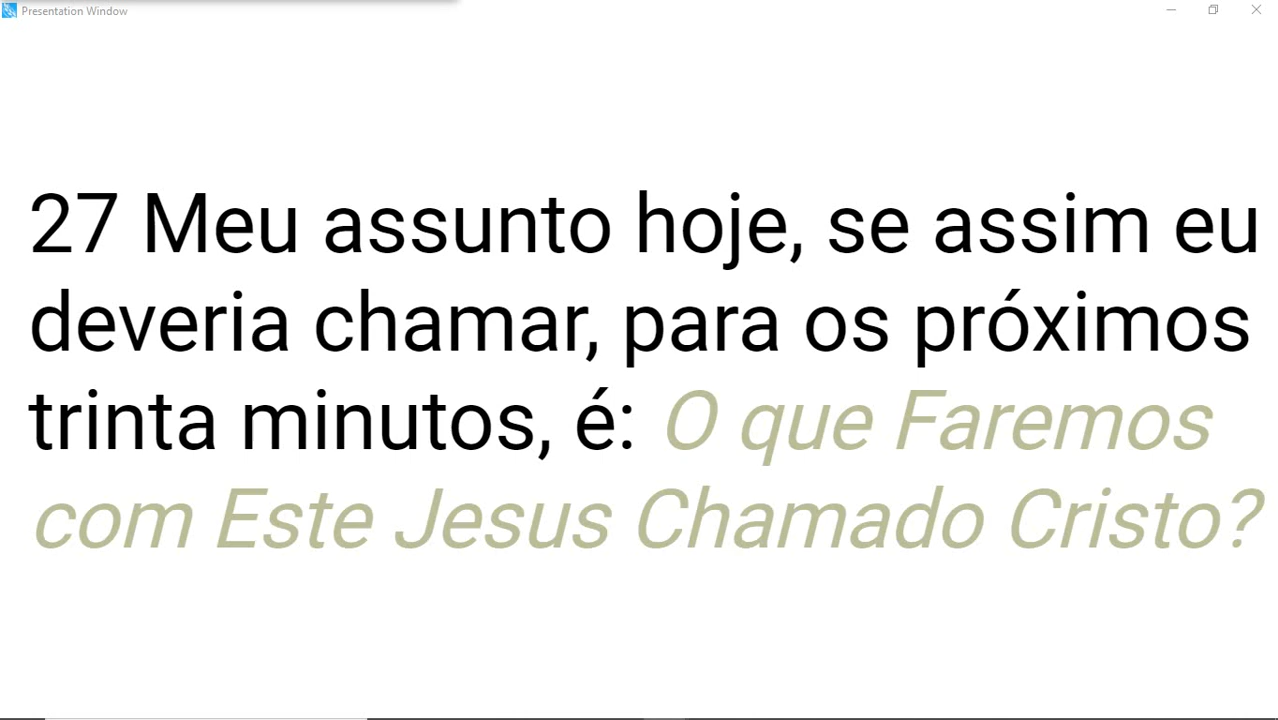 Presentation Window
27 Meu assunto hoje, se assim eu
deveria chamar, para os próximos
trinta minutos, é: O que Faremos
com Este Jesus Chamado Cristo?